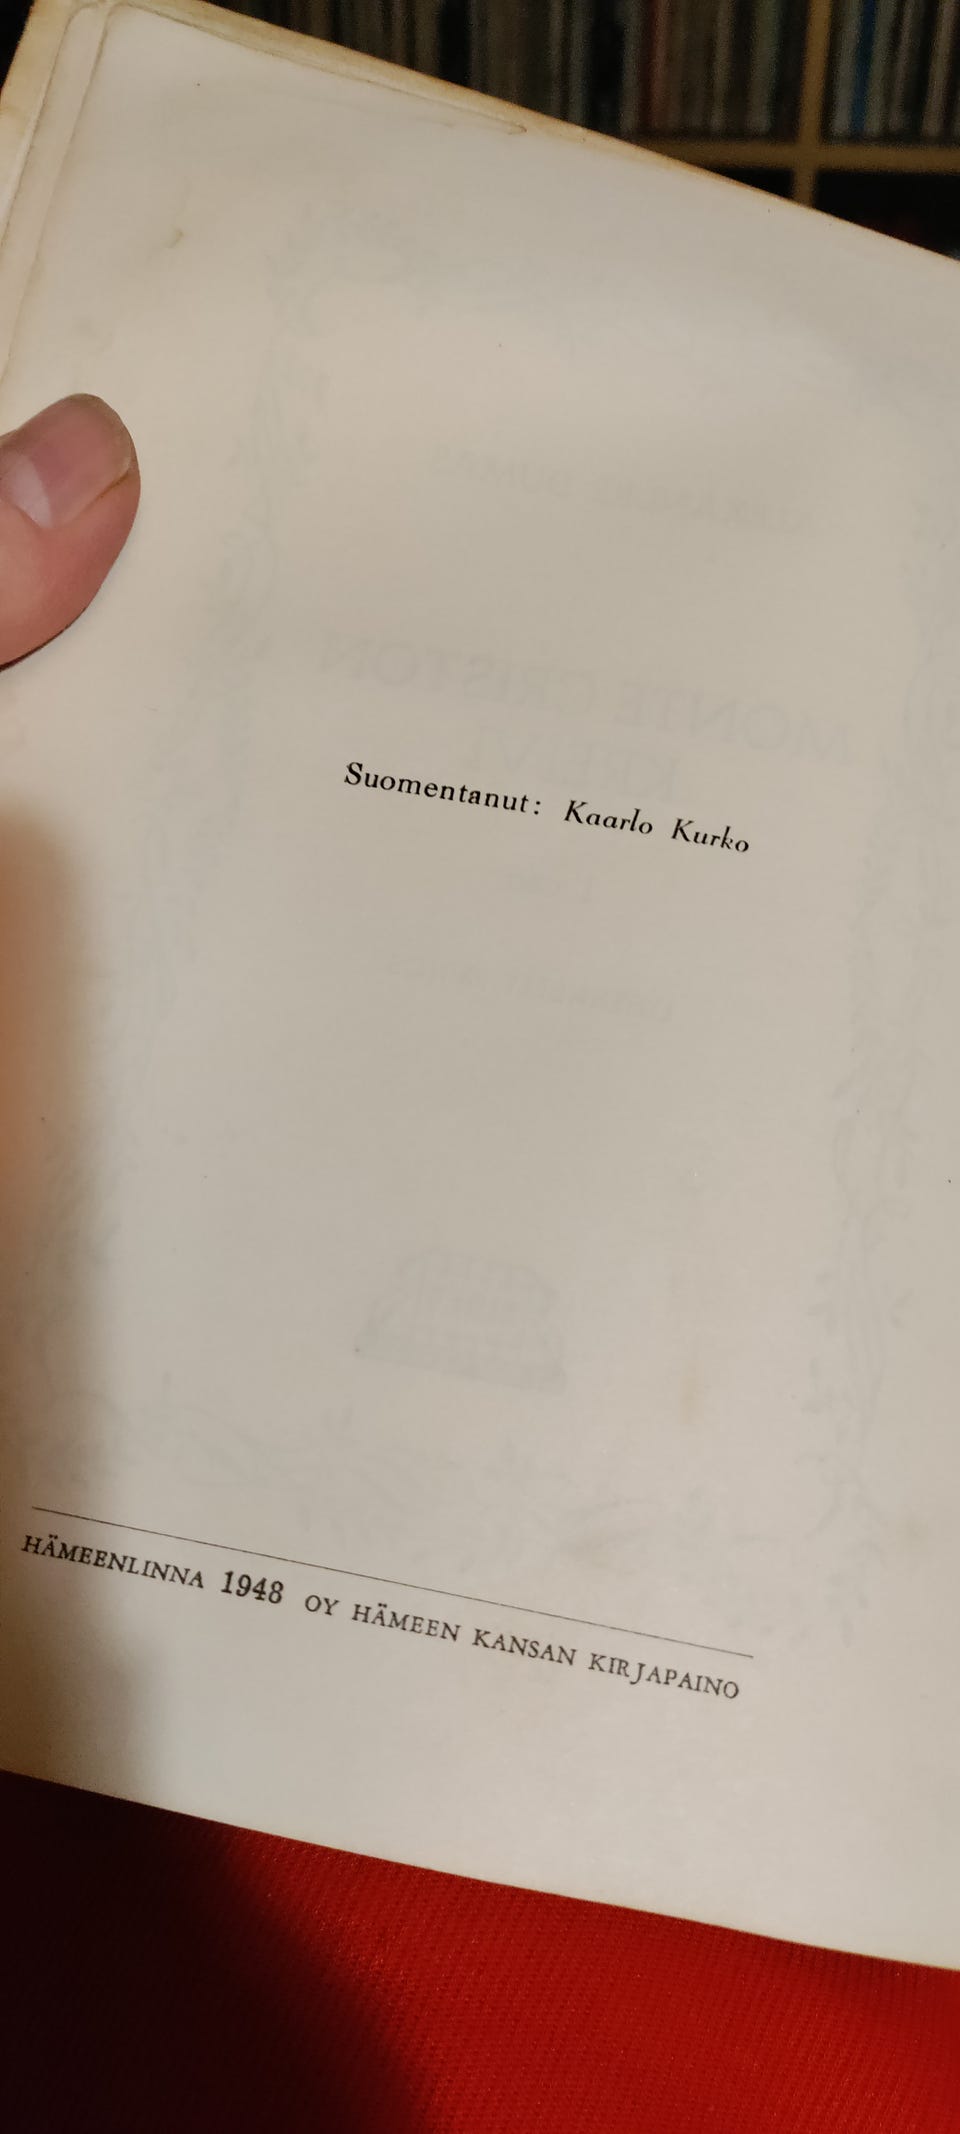 Suomentanut: Kaarlo Kurko
HÄMEENLINNA 1948 OY HÄMEEN KANSAN KIRJAPAINO